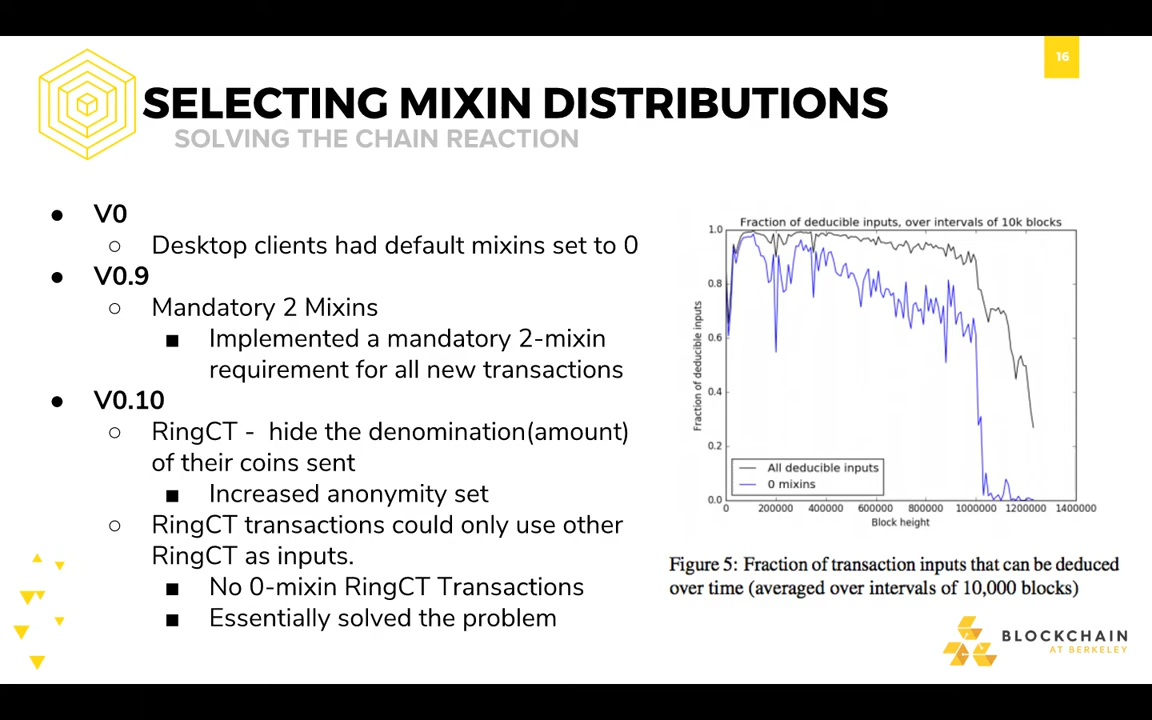 16
SELECTING MIXIN DISTRIBUTIONS
SOLVING THE CHAIN REACTION
● V0
○ Desktop clients had default mixins set to 0
● V0.9
○ Mandatory 2 Mixins
■ Implemented a mandatory 2-mixin
requirement for all new transactions
● V0.10
○ RingCT - hide the denomination(amount)
of their coins sent
■ Increased anonymity set
○ RingCT transactions could only use other
RingCT as inputs.
■ No 0-mixin RingCT Transactions
■ Essentially solved the problem
Fraction of deducible inputs, over intervals of 10k blocks
Fraction of deducible inputs
1.0
0.8
0.6
0.4
0.2
0.0
All deducible inputs
0 mixins
0 200000 400000 600000 800000 1000000 1200000 1400000
Block height
Figure 5: Fraction of transaction inputs that can be deduced
over time (averaged over intervals of 10,000 blocks)
BLOCKCHAIN
AT BERKELEY